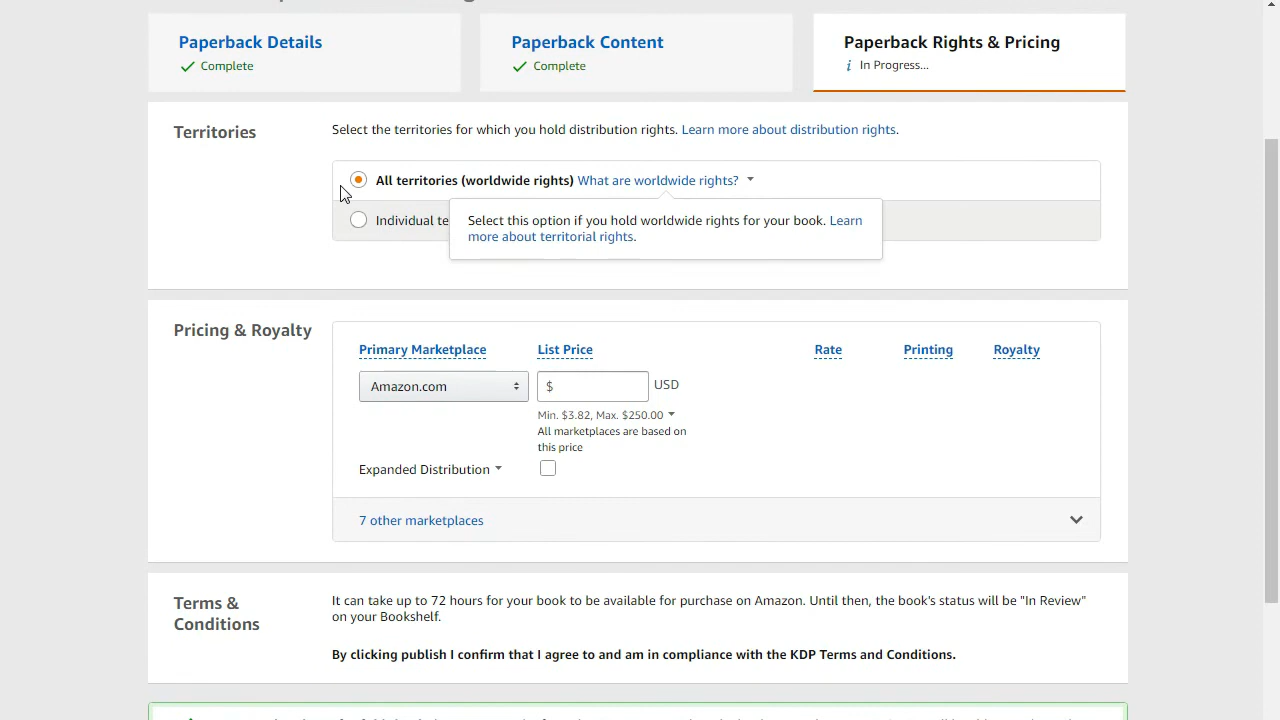 Paperback Details
Complete
Paperback Content
Complete
Paperback Rights & Pricing
i In Progress...
Territories
Select the territories for which you hold distribution rights. Learn more about distribution rights.
All territories (worldwide rights) What are worldwide rights?
Individual te
Select this option if you hold worldwide rights for your book. Learn
more about territorial rights.
Pricing & Royalty
Primary Marketplace List Price Rate Printing Royalty
Amazon.com $ USD
Min. $3.82, Max. $250.00
All marketplaces are based on
this price
Expanded Distribution
7 other marketplaces
Terms &
Conditions
It can take up to 72 hours for your book to be available for purchase on Amazon. Until then, the book's status will be "In Review"
on your Bookshelf.
By clicking publish I confirm that I agree to and am in compliance with the KDP Terms and Conditions.